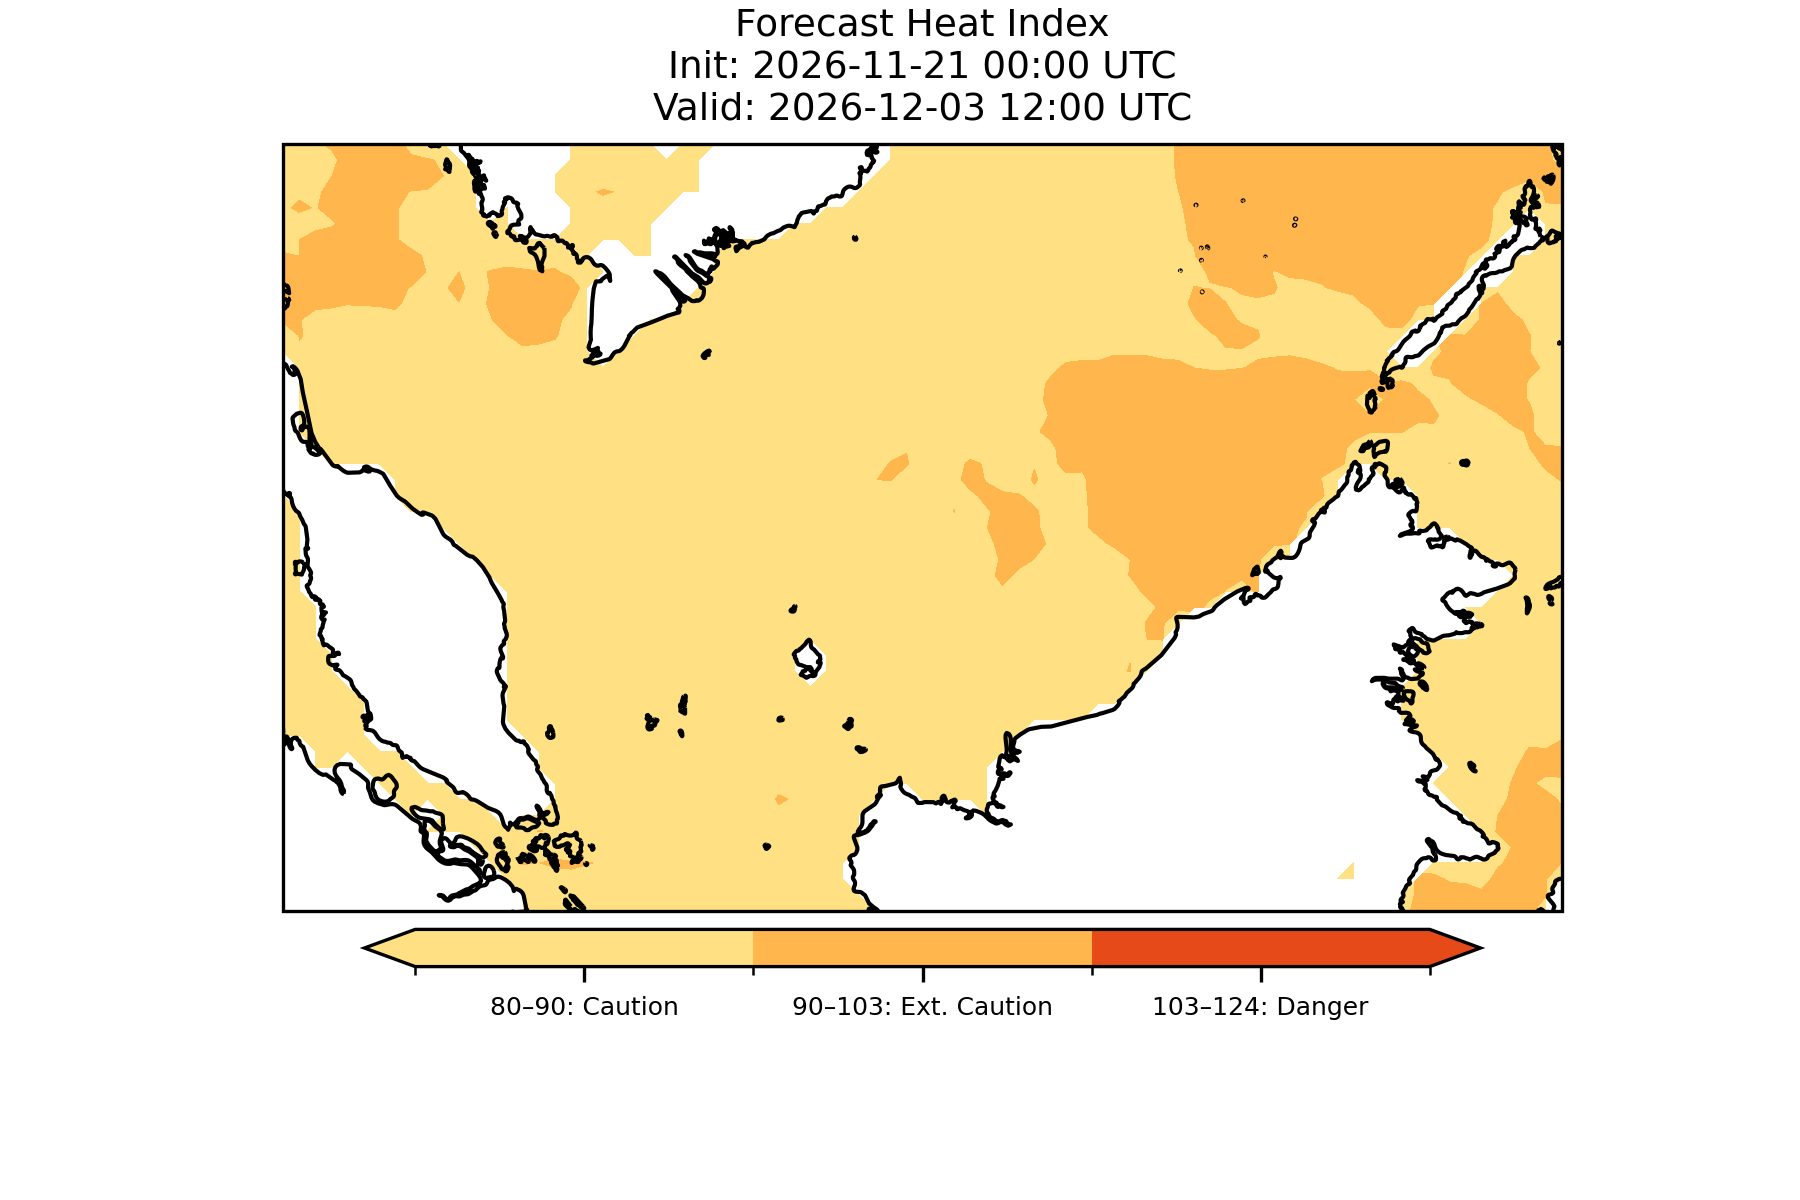 Forecast Heat Index
Init: 2026-11-21 00:00 UTC
Valid: 2026-12-03 12:00 UTC
80–90: Caution
90–103: Ext. Caution
103–124: Danger